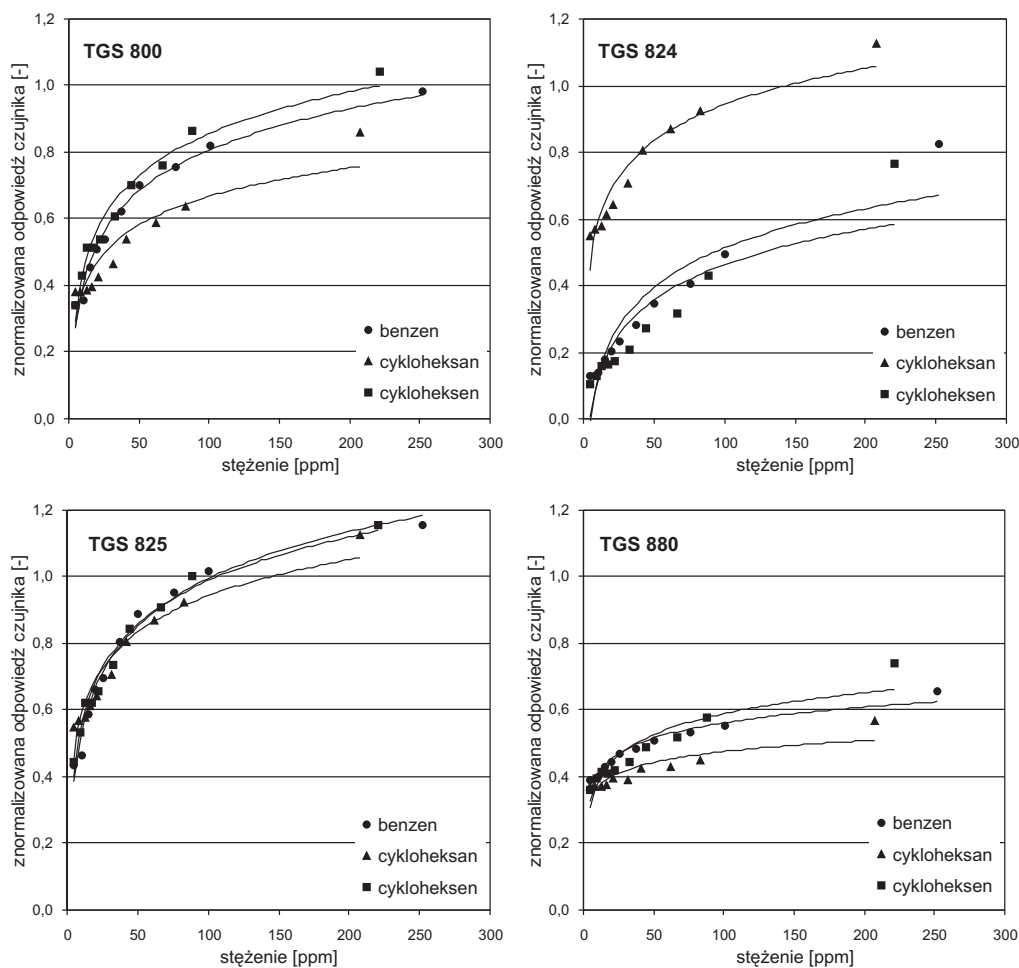 TGS 800
znormalizowana odpowiedź czujnika [-]
1,2
1,0
0,8
0,6
0,4
0,2
0,0
benzen
cykloheksan
cykloheksen
0 50 100 150 200 250 300
stężenie [ppm]
TGS 824
znormalizowana odpowiedź czujnika [-]
1,2
1,0
0,8
0,6
0,4
0,2
0,0
benzen
cykloheksan
cykloheksen
0 50 100 150 200 250 300
stężenie [ppm]
TGS 825
znormalizowana odpowiedź czujnika [-]
1,2
1,0
0,8
0,6
0,4
0,2
0,0
benzen
cykloheksan
cykloheksen
0 50 100 150 200 250 300
stężenie [ppm]
TGS 880
znormalizowana odpowiedź czujnika [-]
1,2
1,0
0,8
0,6
0,4
0,2
0,0
benzen
cykloheksan
cykloheksen
0 50 100 150 200 250 300
stężenie [ppm]